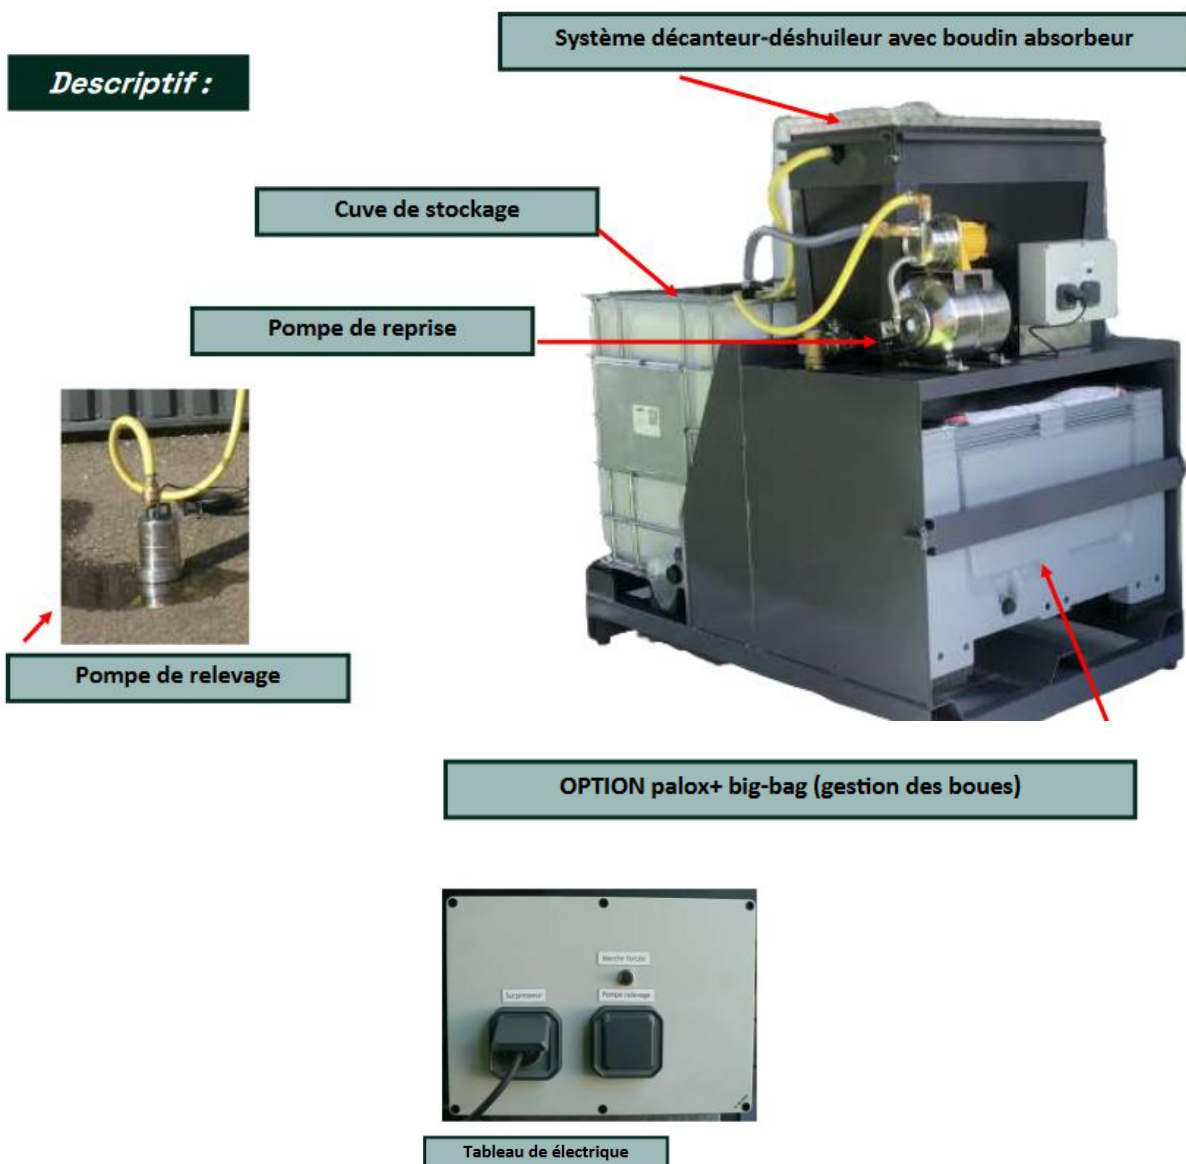 Système décanteur-déshuileur avec boudin absorbeur
Descriptif :
Cuve de stockage
Pompe de reprise
Pompe de relevage
OPTION palox+ big-bag (gestion des boues)
Marche forcée
Surpresseur
Pompe relevage
Tableau de électrique